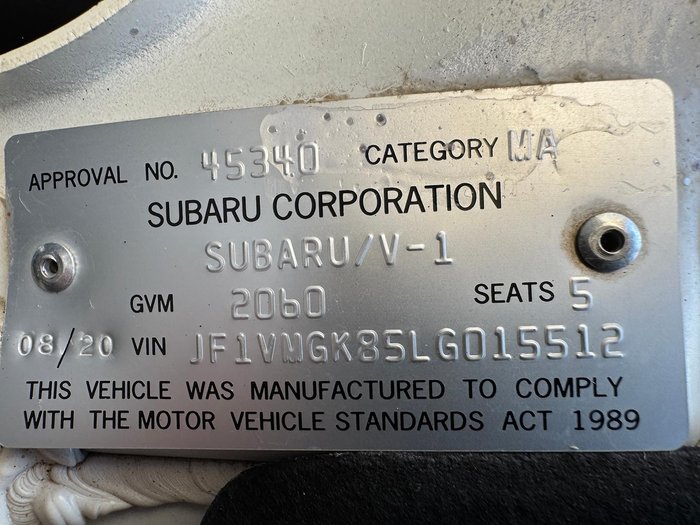 APPROVAL NO. 45340 CATEGORY MA
SUBARU CORPORATION
SUBARU/V-1
GVM 2060 SEATS 5
08/20 VIN JF1VMGK85LG015512
THIS VEHICLE WAS MANUFACTURED TO COMPLY
WITH THE MOTOR VEHICLE STANDARDS ACT 1989